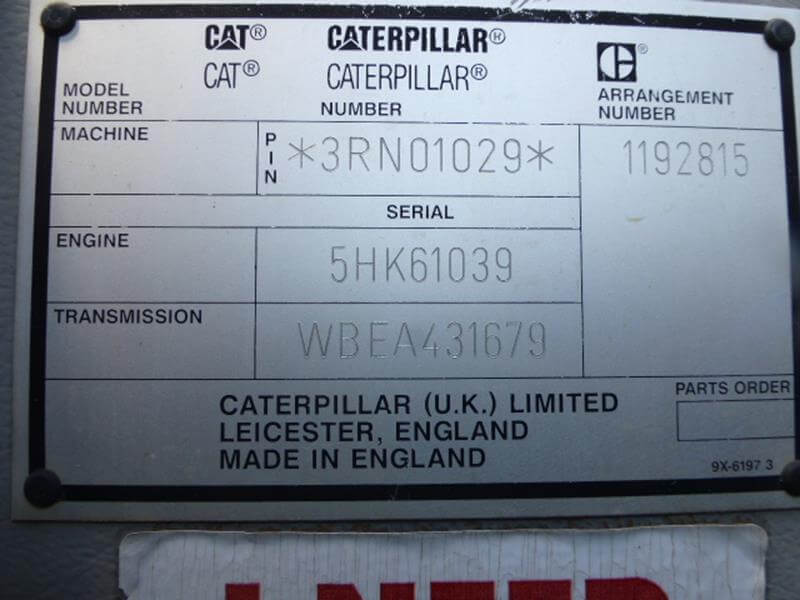 CAT® CATERPILLAR®
CAT® CATERPILLAR®
MODEL NUMBER
NUMBER
ARRANGEMENT NUMBER
MACHINE
PIN
*3RN01029*
1192815
SERIAL
ENGINE
5HK61039
TRANSMISSION
WBEA431679
CATERPILLAR (U.K.) LIMITED
LEICESTER, ENGLAND
MADE IN ENGLAND
PARTS ORDER
9X-6197 3